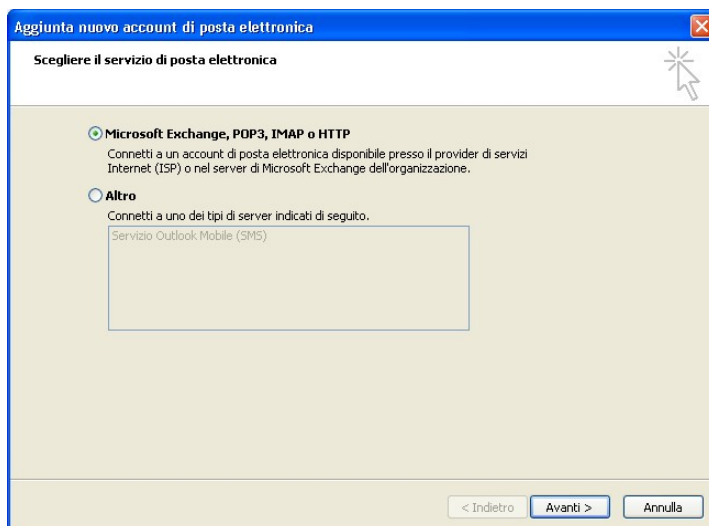 Aggiunta nuovo account di posta elettronica
Scegliere il servizio di posta elettronica
Microsoft Exchange, POP3, IMAP o HTTP
Connetti a un account di posta elettronica disponibile presso il provider di servizi
Internet (ISP) o nel server di Microsoft Exchange dell'organizzazione.
Altro
Connetti a uno dei tipi di server indicati di seguito.
Servizio Outlook Mobile (SMS)
< Indietro Avanti > Annulla